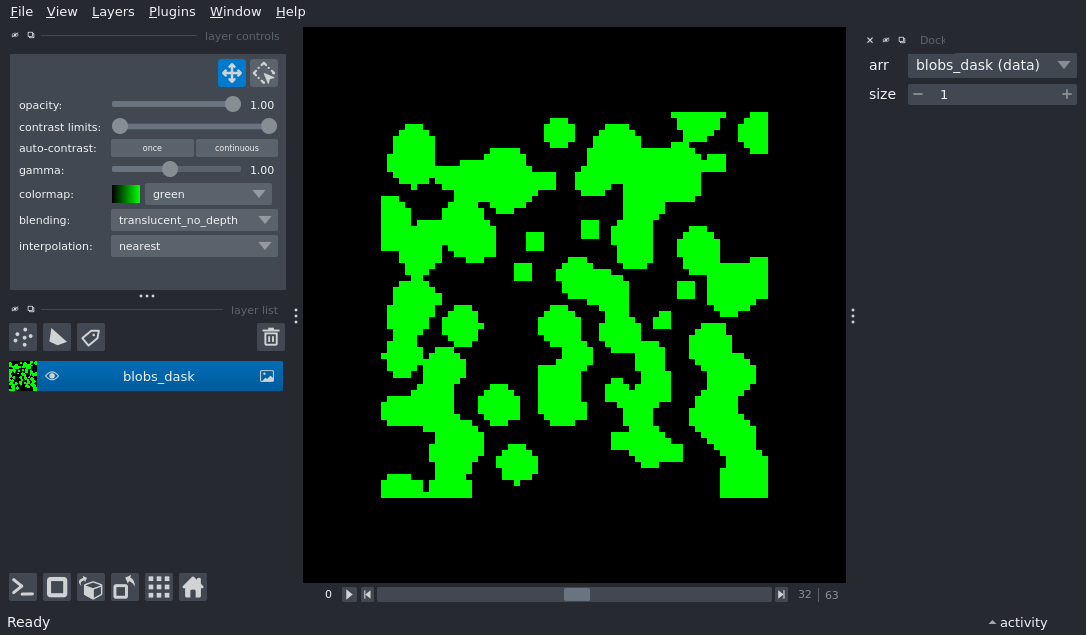 File View Layers Plugins Window Help
layer controls
opacity: 1.00
contrast limits:
auto-contrast: once continuous
gamma: 1.00
colormap: green
blending: translucent_no_depth
interpolation: nearest
layer list
blobs_dask
Dock
arr blobs_dask (data)
size 1
0 32 63
Ready
activity